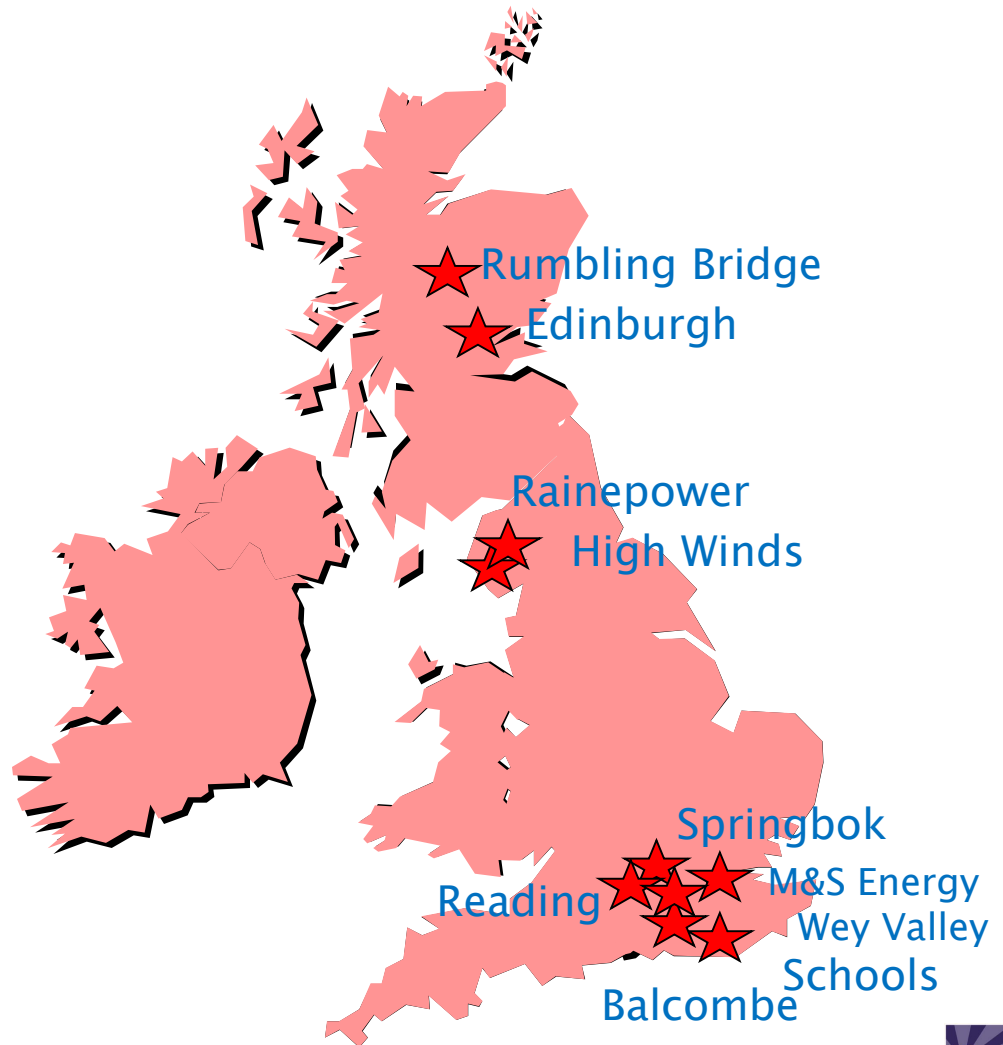 Rumbling Bridge
Edinburgh
Rainepower
High Winds
Springbok
M&S Energy
Reading
Wey Valley
Schools
Balcombe